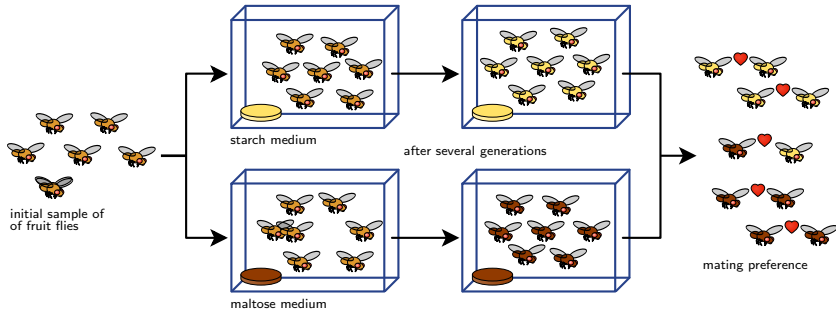 starch medium
after several generations
initial sample of
of fruit flies
maltose medium
mating preference